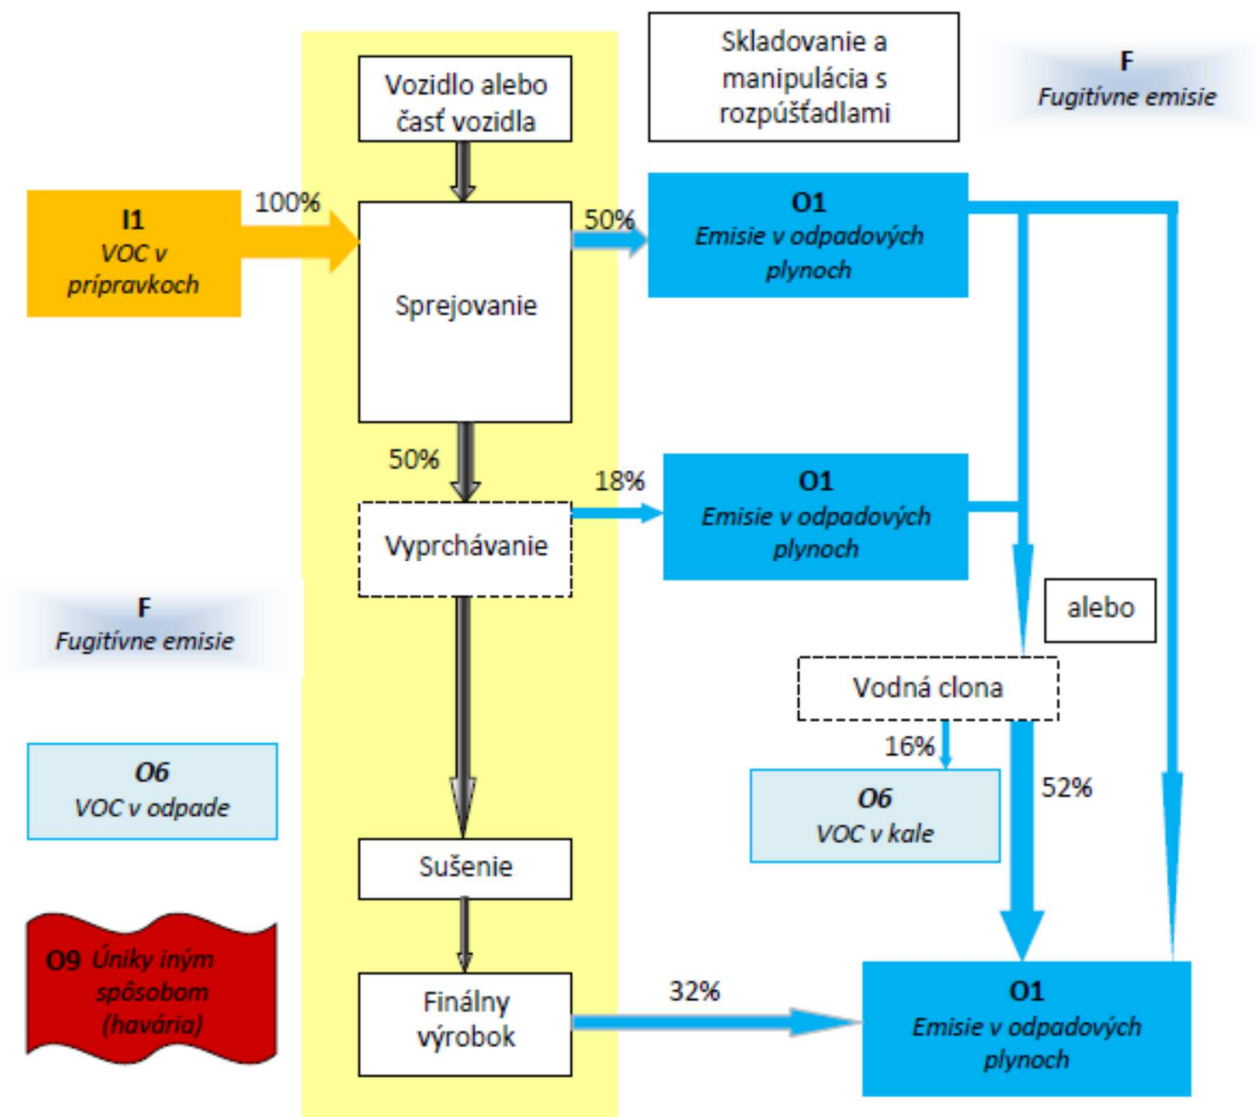 Skladovanie a
manipulácia s
rozpúšťadlami
F
Fugitívne emisie
Vozidlo alebo
časť vozidla
I1
VOC v
prípravkoch
100%
Sprejovanie
50%
O1
Emisie v odpadových
plynoch
50%
Vyprchávanie
18%
O1
Emisie v odpadových
plynoch
alebo
F
Fugitívne emisie
Vodná clona
16%
52%
O6
VOC v odpade
O6
VOC v kale
Sušenie
O9 Úniky iným
spôsobom
(havária)
Finálny
výrobok
32%
O1
Emisie v odpadových
plynoch